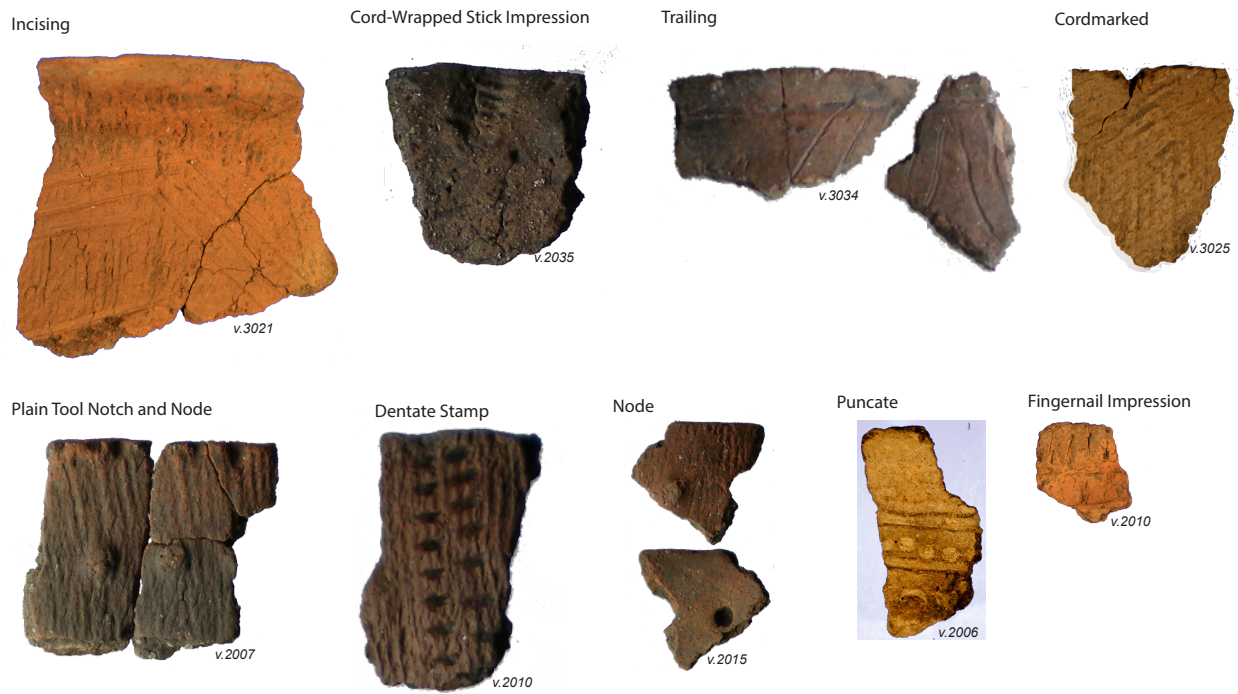 Incising
Cord-Wrapped Stick Impression
Trailing
Cordmarked
v.3021
v.2035
v.3034
v.3025
Plain Tool Notch and Node
Dentate Stamp
Node
Puncate
Fingernail Impression
v.2007
v.2010
v.2015
v.2006
v.2010